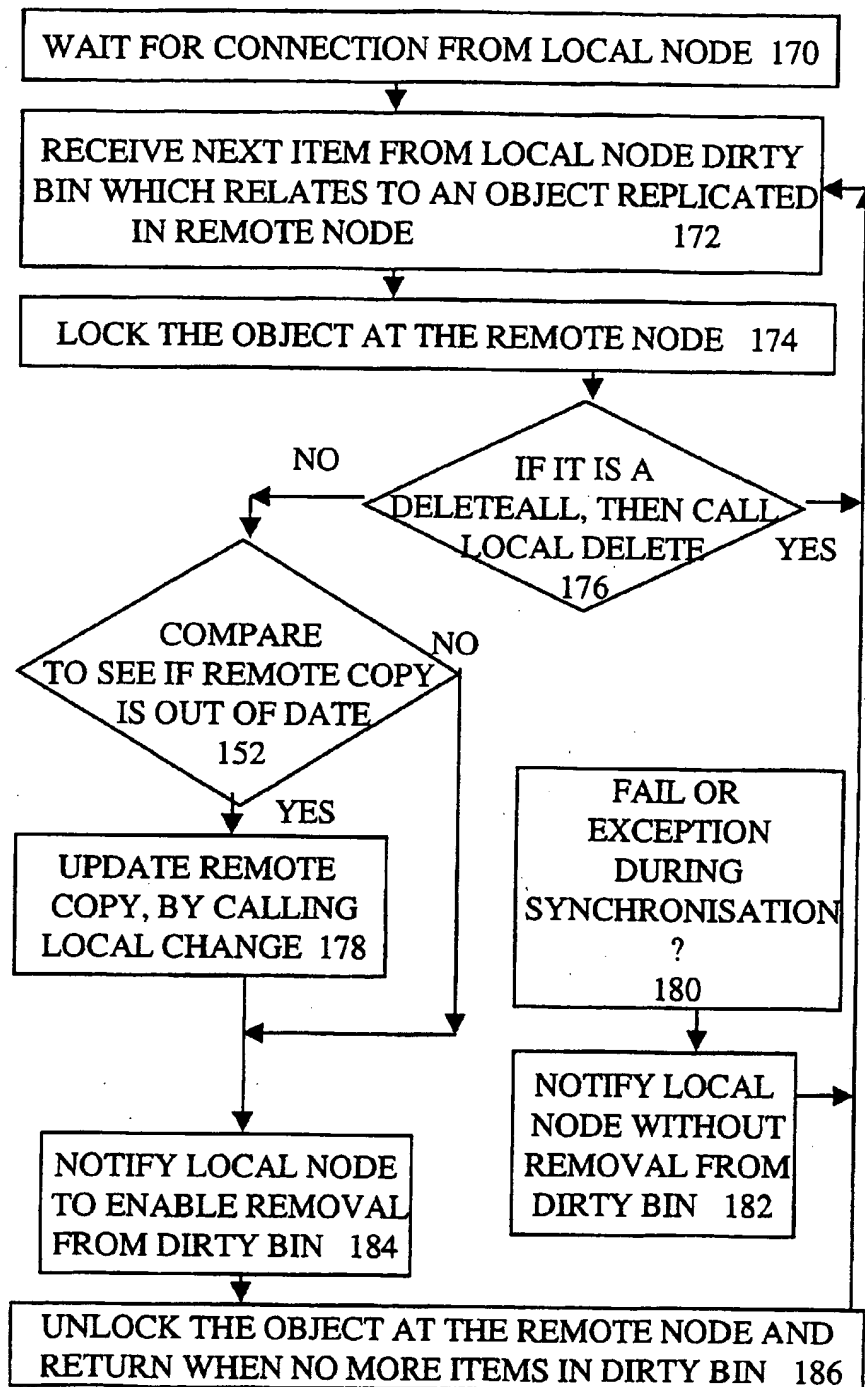 WAIT FOR CONNECTION FROM LOCAL NODE 170
RECEIVE NEXT ITEM FROM LOCAL NODE DIRTY
BIN WHICH RELATES TO AN OBJECT REPLICATED
IN REMOTE NODE 172
LOCK THE OBJECT AT THE REMOTE NODE 174
NO
IF IT IS A
DELETEALL, THEN CALL
LOCAL DELETE
YES
176
COMPARE
TO SEE IF REMOTE COPY
IS OUT OF DATE
152
NO
YES
UPDATE REMOTE
COPY, BY CALLING
LOCAL CHANGE 178
FAIL OR
EXCEPTION
DURING
SYNCHRONISATION
?
180
NOTIFY LOCAL
NODE WITHOUT
REMOVAL FROM
DIRTY BIN 182
NOTIFY LOCAL NODE
TO ENABLE REMOVAL
FROM DIRTY BIN 184
UNLOCK THE OBJECT AT THE REMOTE NODE AND
RETURN WHEN NO MORE ITEMS IN DIRTY BIN 186